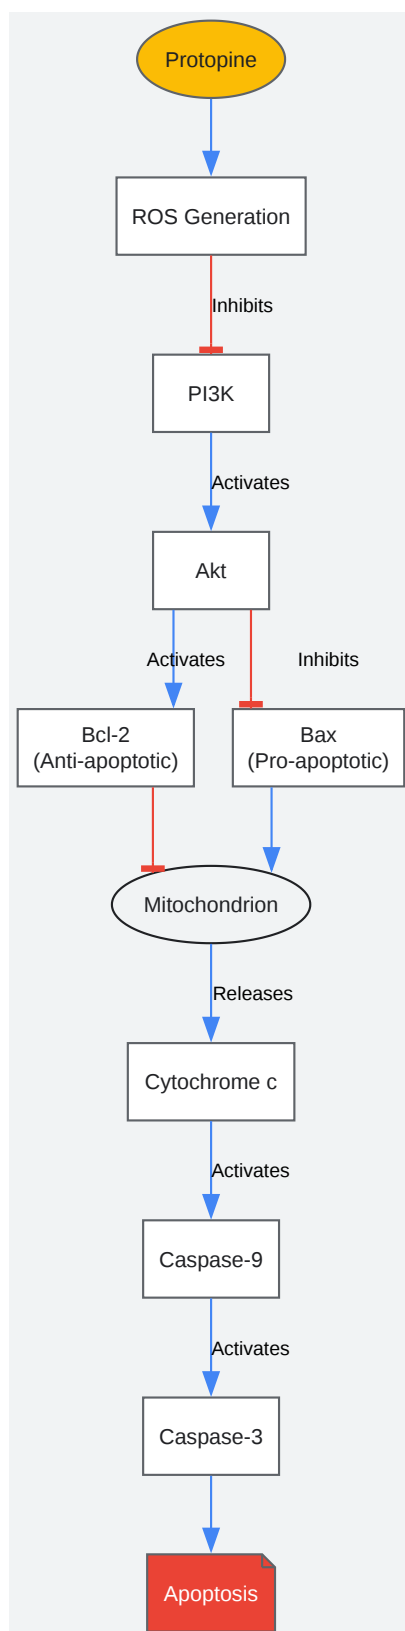 Protopine
ROS Generation
Inhibits
PI3K
Activates
Akt
Activates
Inhibits
Bcl-2
(Anti-apoptotic)
Bax
(Pro-apoptotic)
Mitochondrion
Releases
Cytochrome c
Activates
Caspase-9
Activates
Caspase-3
Apoptosis